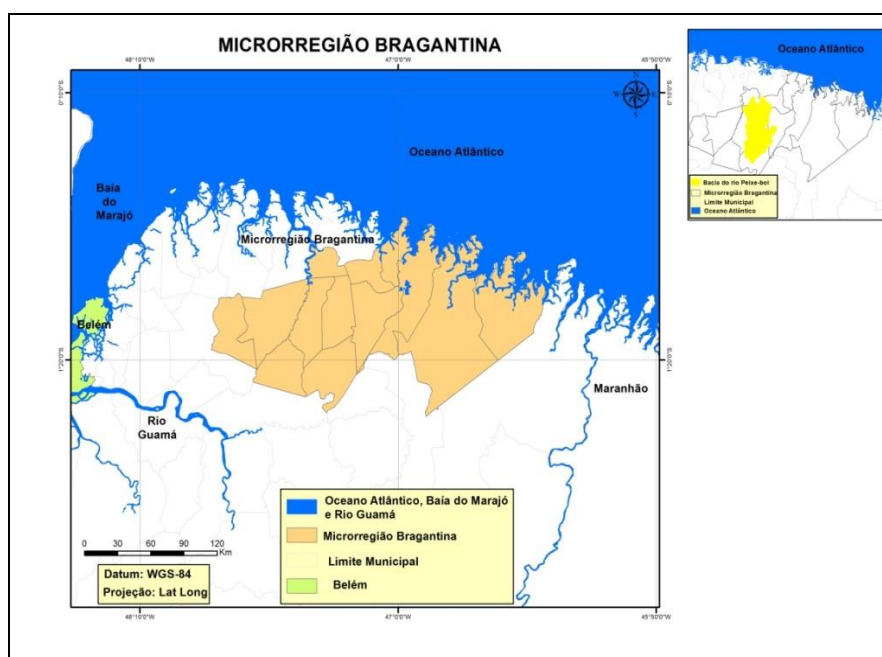 MICRORREGIÃO BRAGANTINA
48°10'0"W
47°0'0"W
45°50'0"W
0°10'0"S
0°10'0"S
N
W
E
S
Oceano Atlântico
Baía
do
Marajó
Microrregião Bragantina
Belém
1°20'0"S
1°20'0"S
Maranhão
Rio
Guamá
Oceano Atlântico, Baía do Marajó
e Rio Guamá
Microrregião Bragantina
Limite Municipal
Belém
0 30 60 90 120
Km
Datum: WGS-84
Projeção: Lat Long
48°10'0"W
47°0'0"W
45°50'0"W
Oceano Atlântico
Bacia do rio Peixe-boi
Microrregião Bragantina
Limite Municipal
Oceano Atlântico